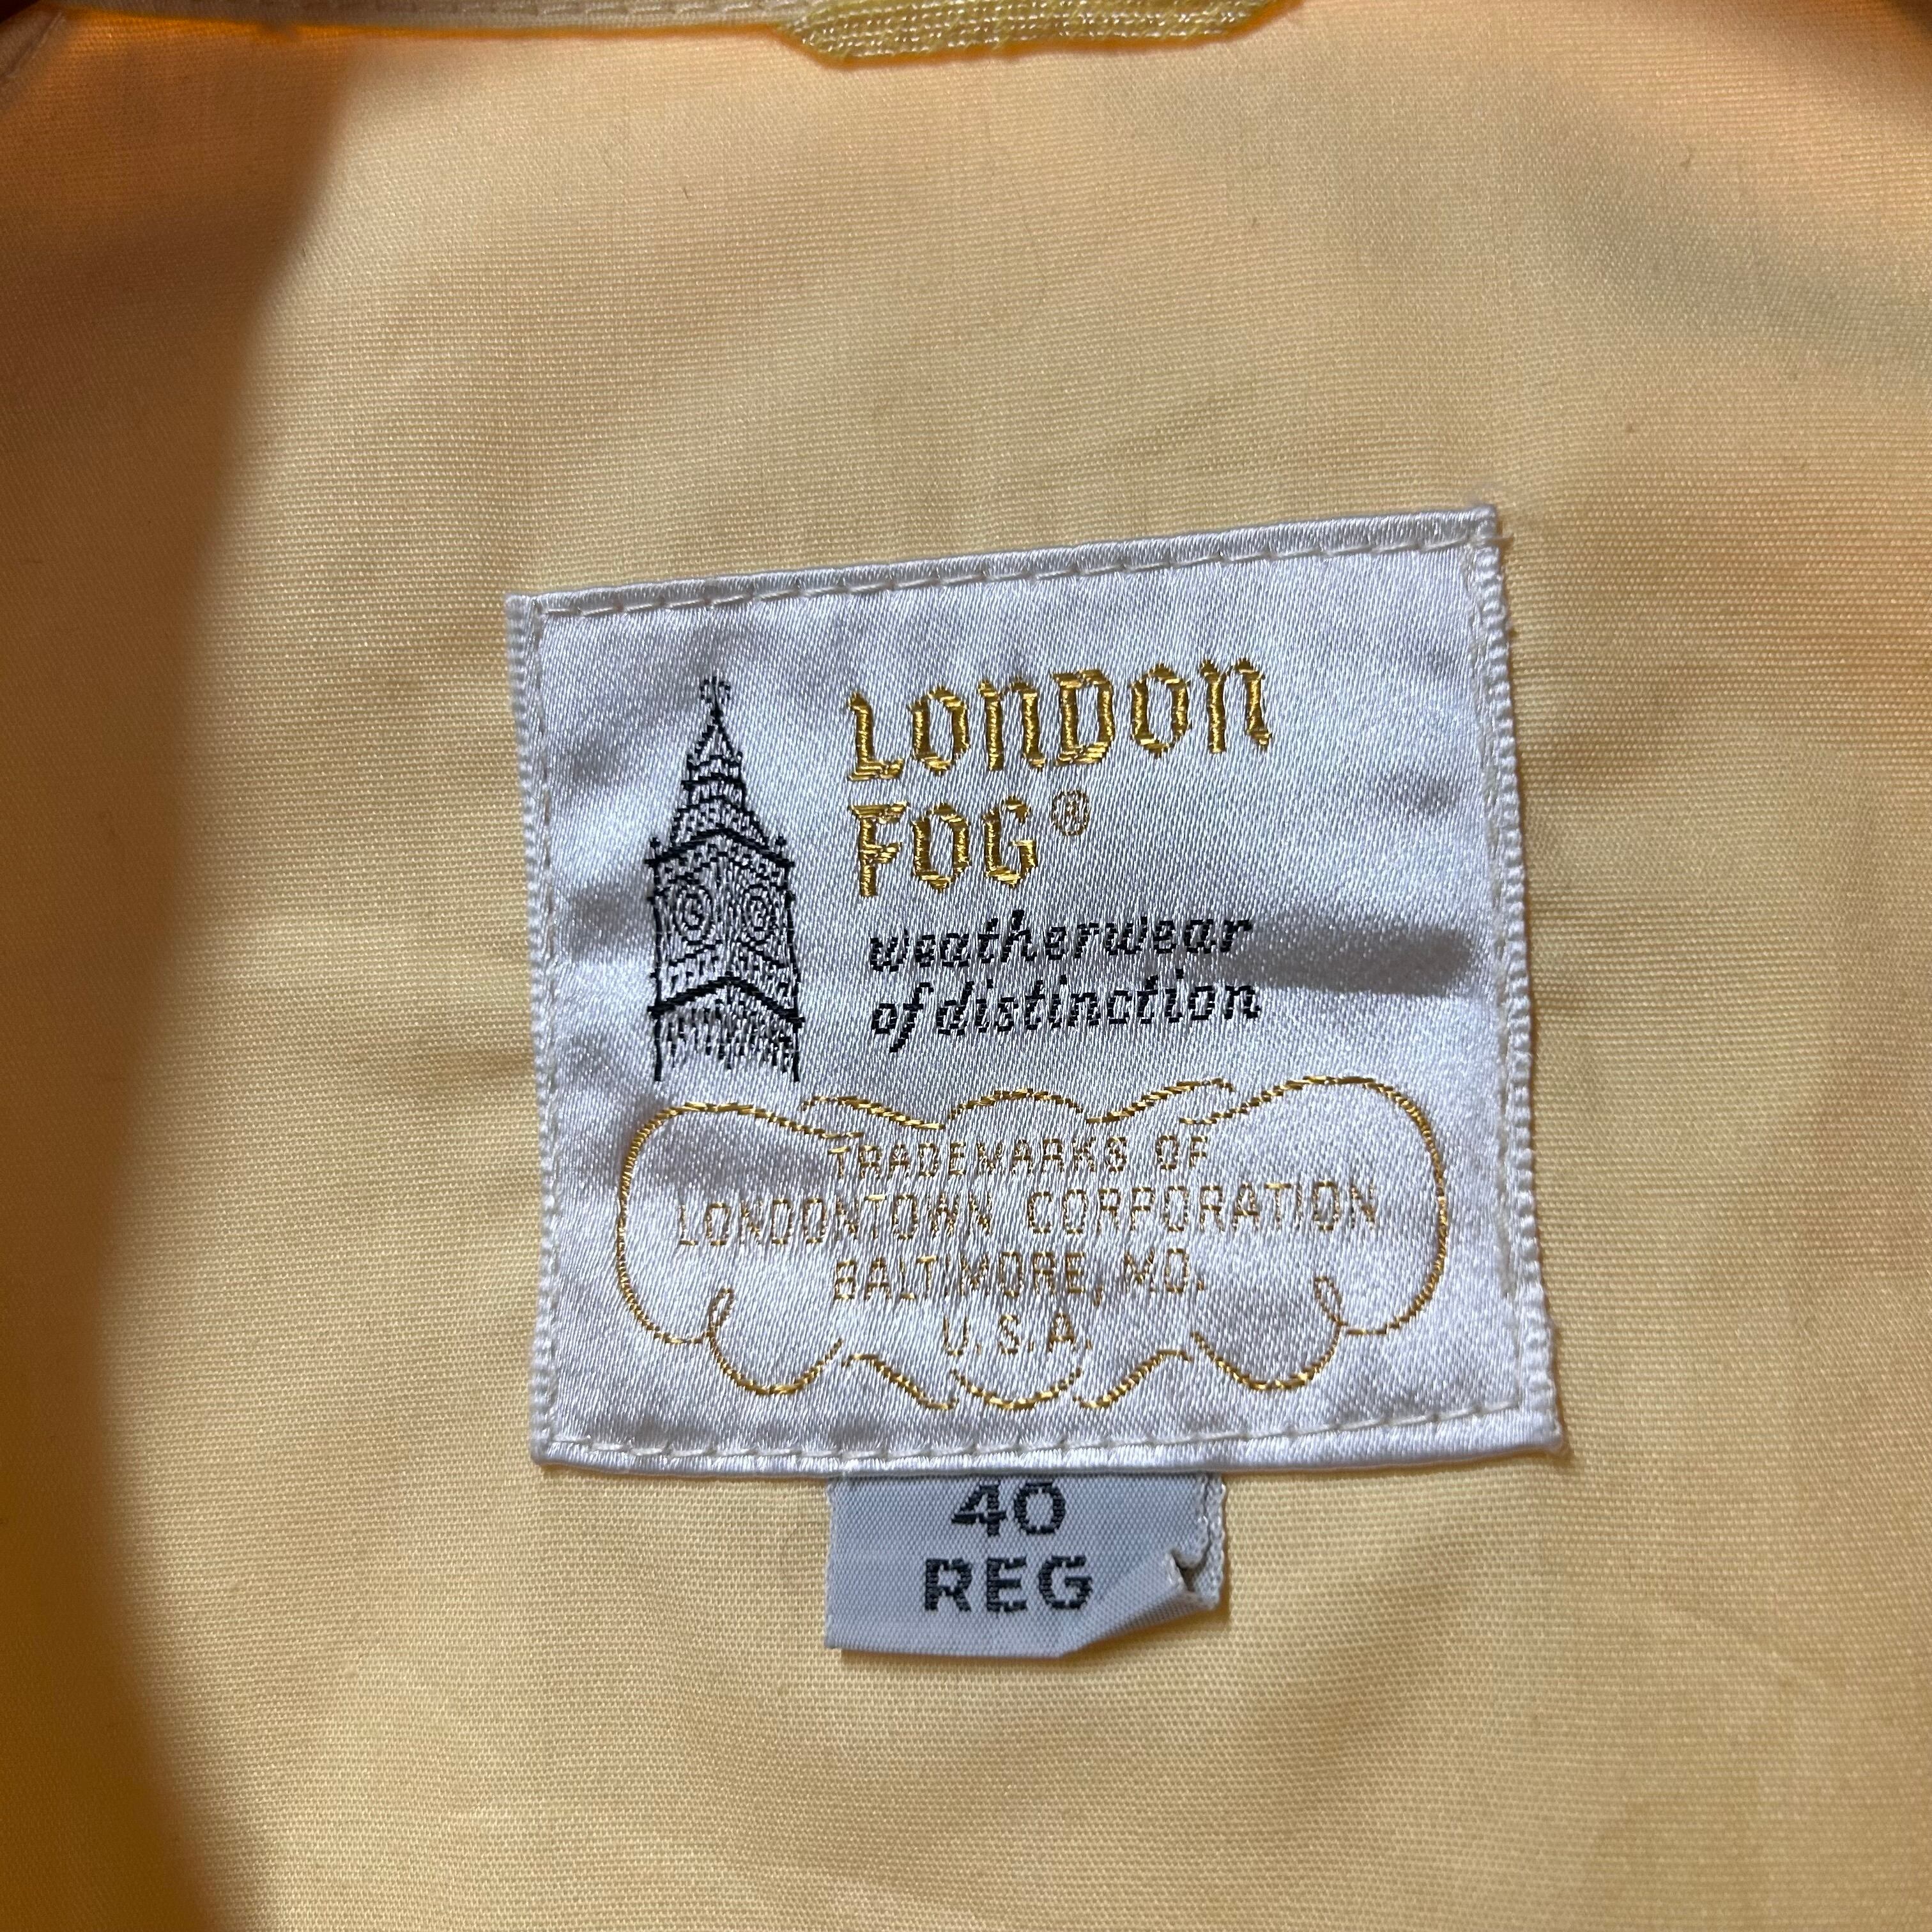 LONDON
FOG®
weatherwear
of distinction
TRADEMARKS OF
LONDONTOWN CORPORATION
BALTIMORE, MD.
U.S.A.
40
REG